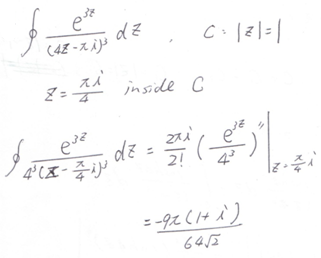 ∮ e^{3z}/(4z-πi)^3 dz . C: |z|=1
z = πi/4 inside C
∮ e^{3z}/(4^3(z-π/4 i)^3) dz = 2πi/2! (e^{3z}/4^3)'' |_{z=π/4 i}
= -9π(1+i)/(64√2)